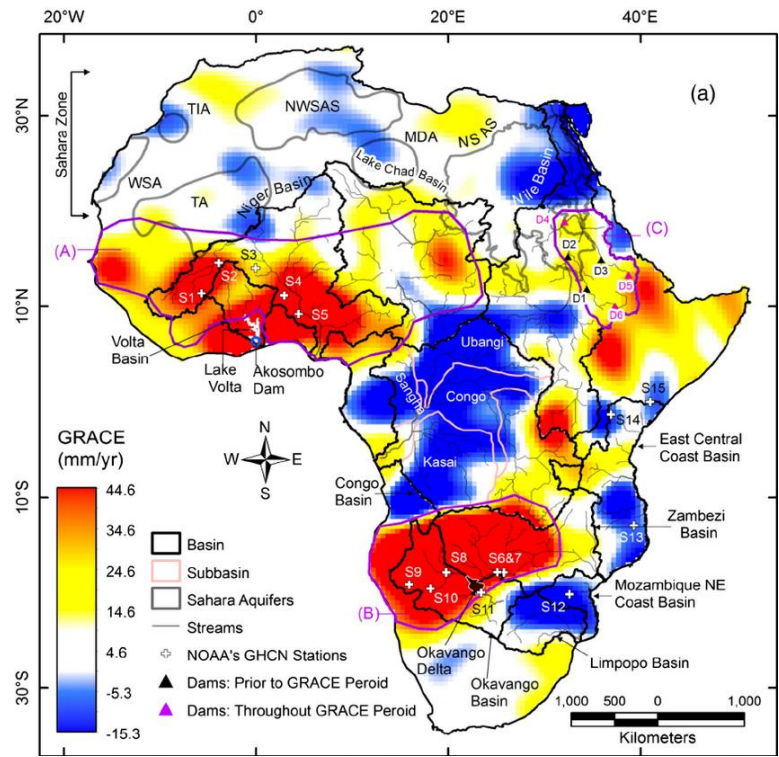 20°W
0°
20°E
40°E
(a)
30°N
10°N
10°S
30°S
Sahara Zone
TIA
NWSAS
MDA
NSAS
WSA
TA
Lake Chad Basin
Niger Basin
Nile Basin
(A)
(C)
D4
D2
D3
D1
D5
D6
S3
S2
S1
S4
S5
Volta
Basin
Lake
Volta
Akosombo
Dam
Ubangi
Sangha
Congo
Kasai
Congo
Basin
S15
S14
East Central
Coast Basin
Zambezi
Basin
S13
S9
S8
S6&7
S10
S11
S12
(B)
Mozambique NE
Coast Basin
Okavango
Delta
Okavango
Basin
Limpopo Basin
N
W
E
S
GRACE
(mm/yr)
44.6
34.6
24.6
14.6
4.6
-5.3
-15.3
Basin
Subbasin
Sahara Aquifers
Streams
NOAA's GHCN Stations
Dams: Prior to GRACE Peroid
Dams: Throughout GRACE Peroid
1,000 500 0 1,000
Kilometers